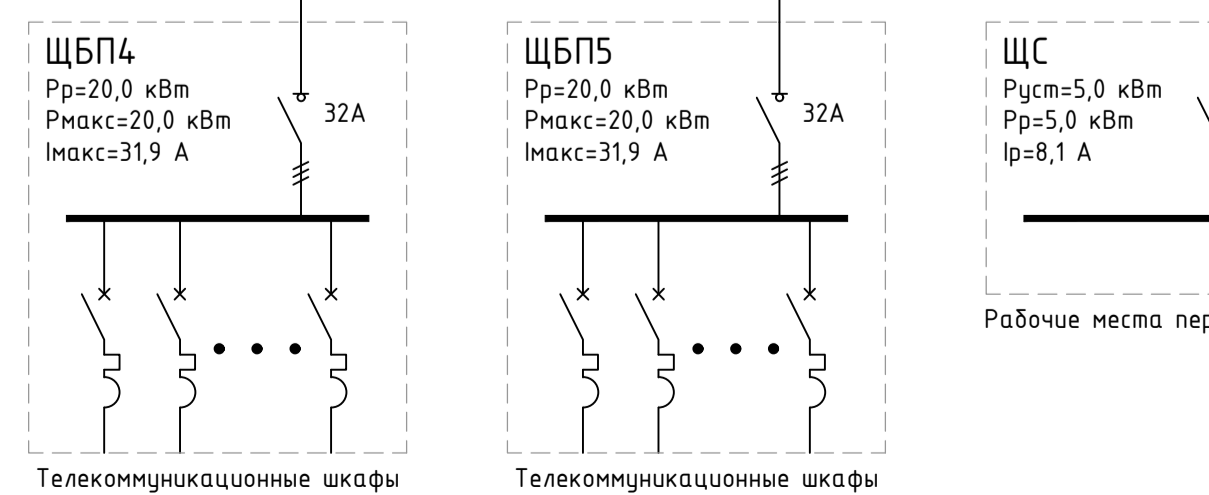 ЩБП4
Рр=20,0 кВт
Рмакс=20,0 кВт
Iмакс=31,9 А
32А
Телекоммуникационные шкафы
ЩБП5
Рр=20,0 кВт
Рмакс=20,0 кВт
Iмакс=31,9 А
32А
Телекоммуникационные шкафы
ЩС
Руст=5,0 кВт
Рр=5,0 кВт
Iр=8,1 А
Рабочие места